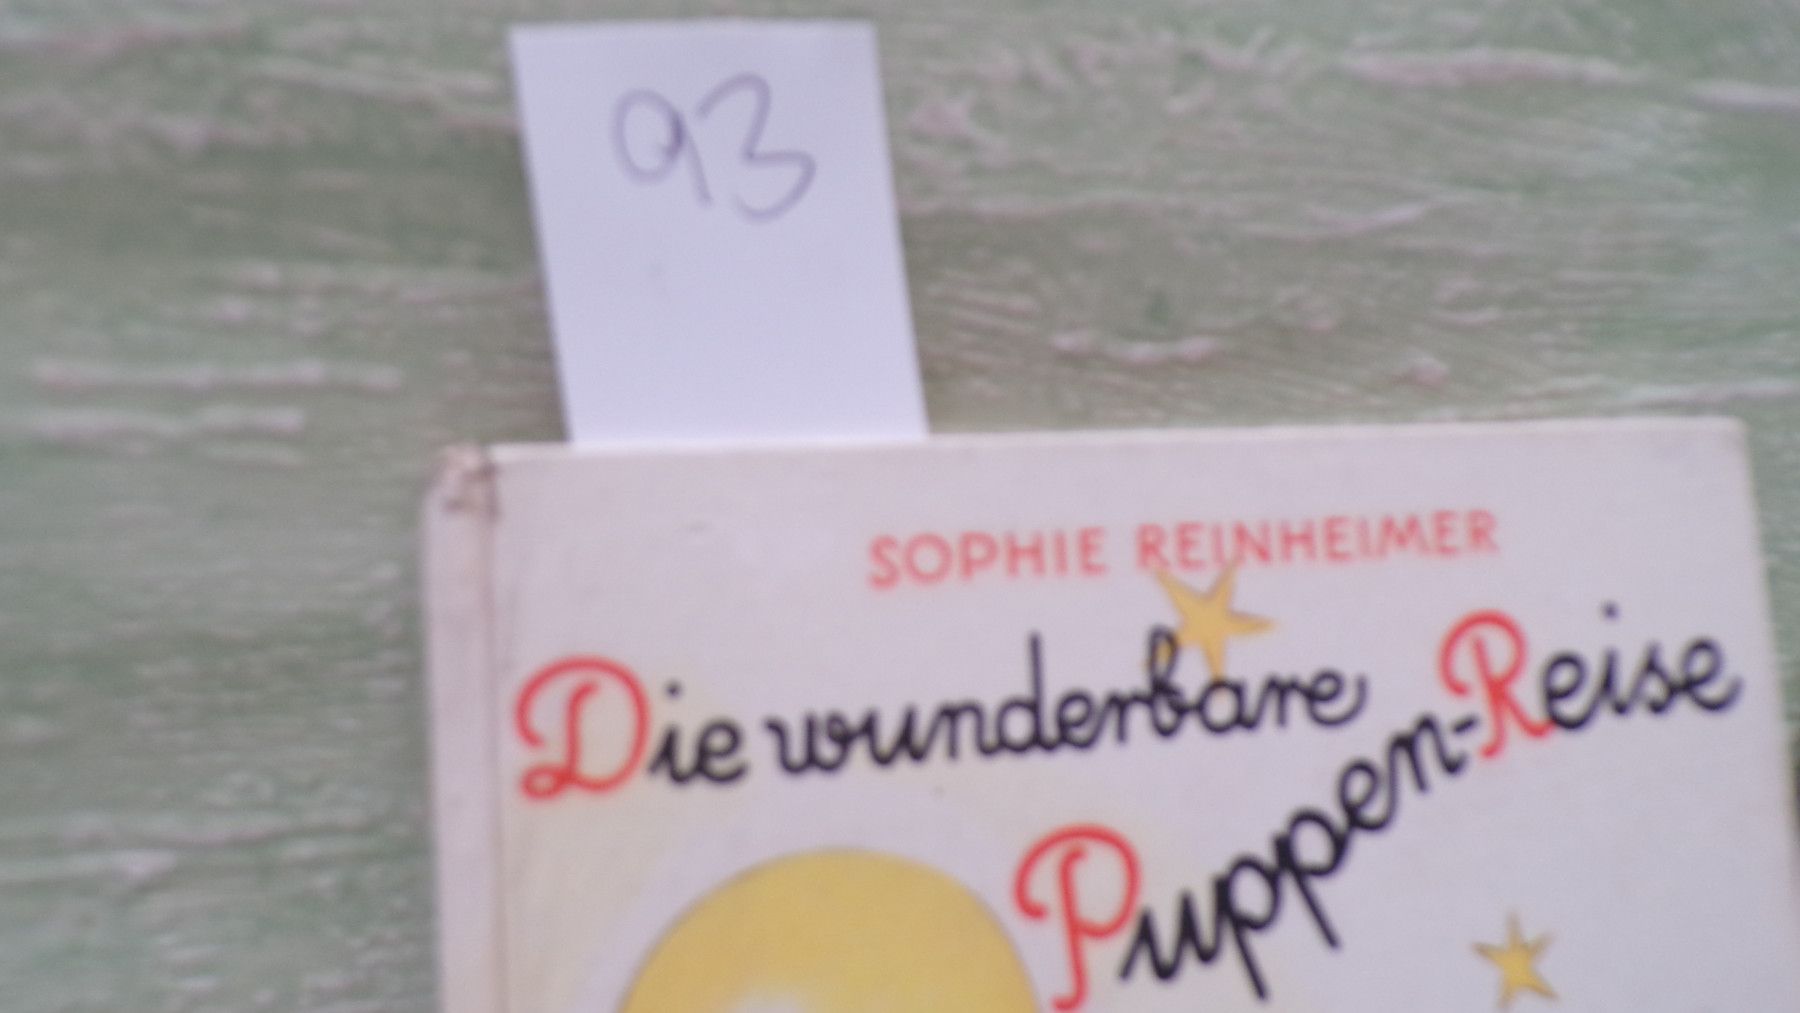 93
SOPHIE REINHEIMER
Die wunderbare
Puppen-Reise